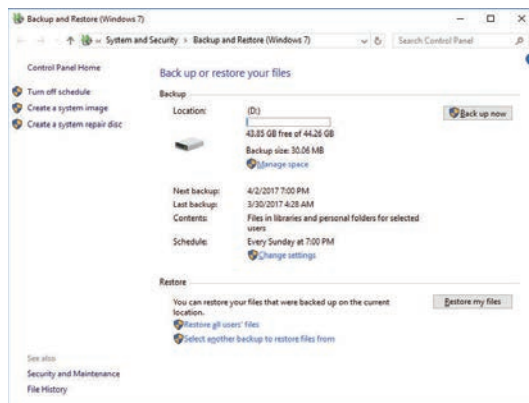 Backup and Restore (Windows 7)
« System and Security > Backup and Restore (Windows 7)
Search Control Panel
Control Panel Home
Turn off schedule
Create a system image
Create a system repair disc
Back up or restore your files
Backup
Location:
(D:)
43.85 GB free of 44.26 GB
Backup size: 30.06 MB
Manage space
Back up now
Next backup: 4/2/2017 7:00 PM
Last backup: 3/30/2017 4:28 AM
Contents: Files in libraries and personal folders for selected
users
Schedule: Every Sunday at 7:00 PM
Change settings
Restore
You can restore your files that were backed up on the current
location.
Restore my files
Restore all users' files
Select another backup to restore files from
See also
Security and Maintenance
File History